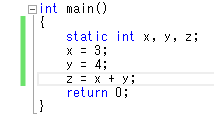 int main()
{
static int x, y, z;
x = 3;
y = 4;
z = x + y;
return 0;
}